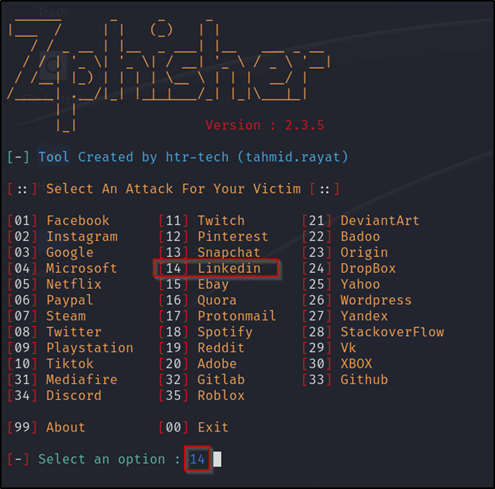 Zphisher
Version : 2.3.5
[-] Tool Created by htr-tech (tahmid.rayat)
[::] Select An Attack For Your Victim [::]
[01] Facebook [11] Twitch [21] DeviantArt
[02] Instagram [12] Pinterest [22] Badoo
[03] Google [13] Snapchat [23] Origin
[04] Microsoft [14] Linkedin [24] DropBox
[05] Netflix [15] Ebay [25] Yahoo
[06] Paypal [16] Quora [26] Wordpress
[07] Steam [17] Protonmail [27] Yandex
[08] Twitter [18] Spotify [28] StackoverFlow
[09] Playstation [19] Reddit [29] Vk
[10] Tiktok [20] Adobe [30] XBOX
[31] Mediafire [32] Gitlab [33] Github
[34] Discord [35] Roblox
[99] About [00] Exit
[-] Select an option : 14